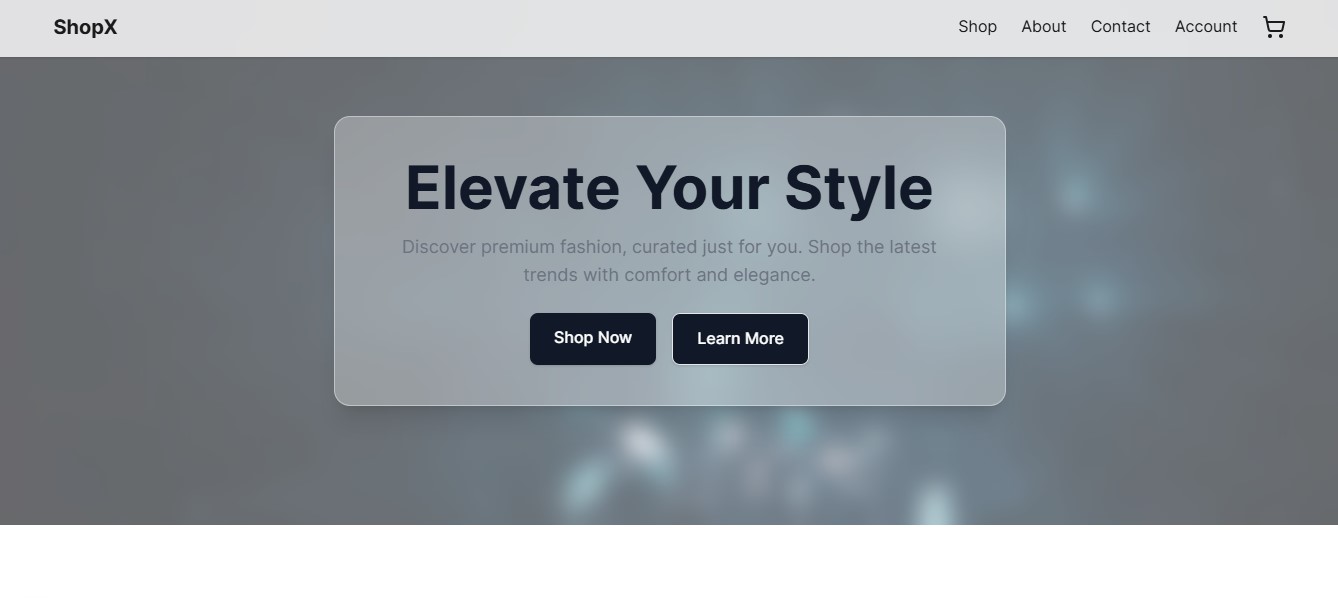 ShopX
Shop About Contact Account
Elevate Your Style
Discover premium fashion, curated just for you. Shop the latest
trends with comfort and elegance.
Shop Now Learn More